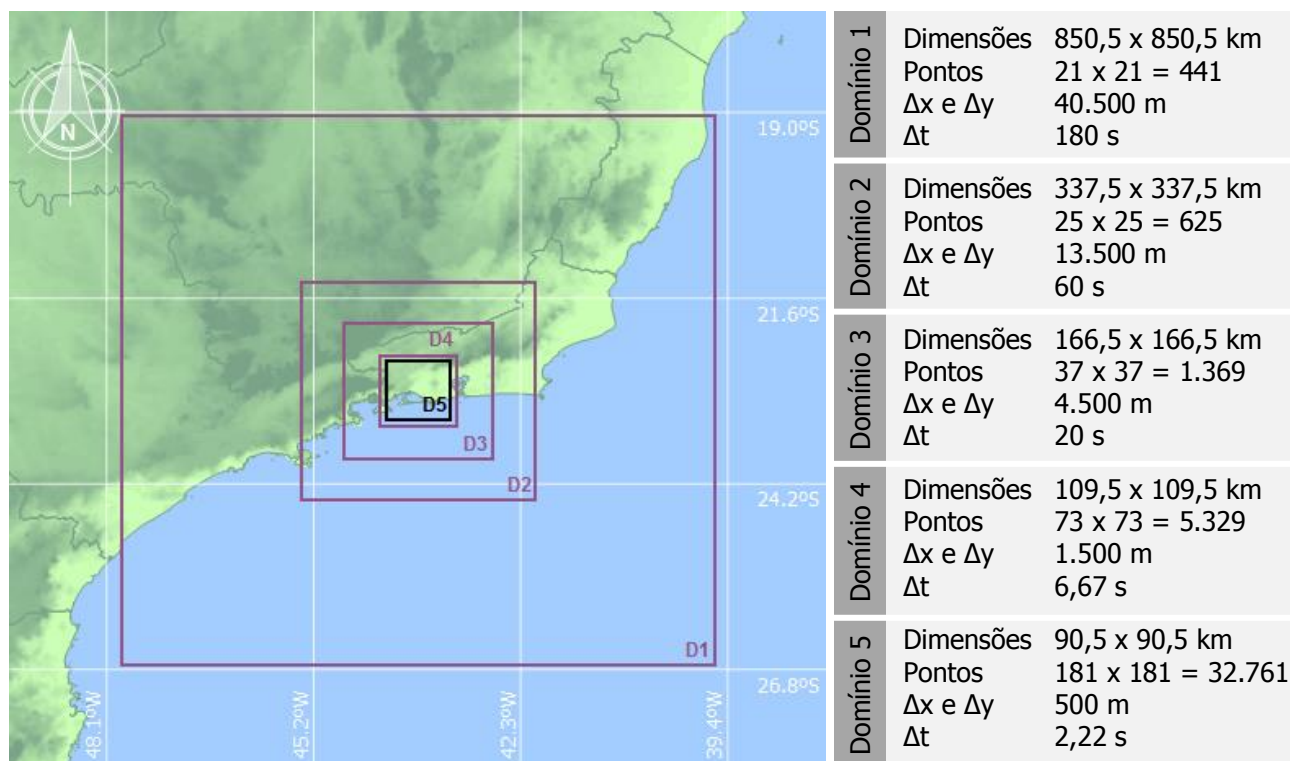 N
19.0ºS
21.6ºS
24.2ºS
26.8ºS
48.1ºW
45.2ºW
42.3ºW
39.4ºW
D4
D5
D3
D2
D1
Domínio 1
Dimensões 850,5 x 850,5 km
Pontos 21 x 21 = 441
Δx e Δy 40.500 m
Δt 180 s
Domínio 2
Dimensões 337,5 x 337,5 km
Pontos 25 x 25 = 625
Δx e Δy 13.500 m
Δt 60 s
Domínio 3
Dimensões 166,5 x 166,5 km
Pontos 37 x 37 = 1.369
Δx e Δy 4.500 m
Δt 20 s
Domínio 4
Dimensões 109,5 x 109,5 km
Pontos 73 x 73 = 5.329
Δx e Δy 1.500 m
Δt 6,67 s
Domínio 5
Dimensões 90,5 x 90,5 km
Pontos 181 x 181 = 32.761
Δx e Δy 500 m
Δt 2,22 s